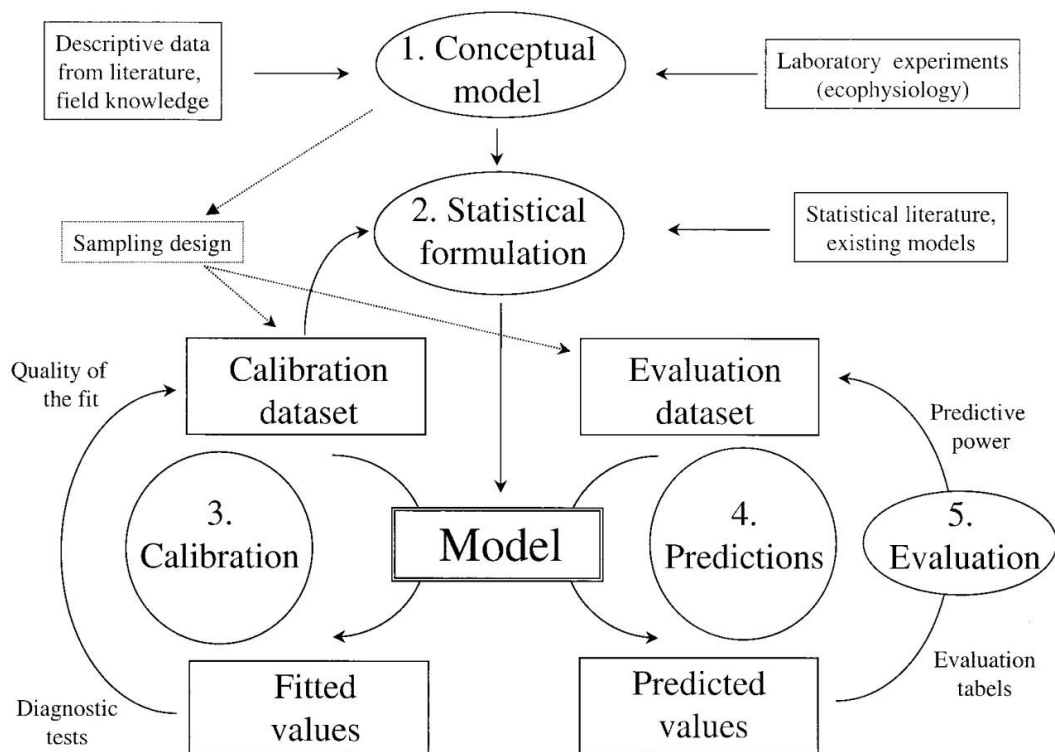 Descriptive data
from literature,
field knowledge
1. Conceptual
model
Laboratory experiments
(ecophysiology)
Sampling design
2. Statistical
formulation
Statistical literature,
existing models
Quality of
the fit
Calibration
dataset
Evaluation
dataset
Predictive
power
3.
Calibration
Model
4.
Predictions
5.
Evaluation
Diagnostic
tests
Fitted
values
Predicted
values
Evaluation
tabels